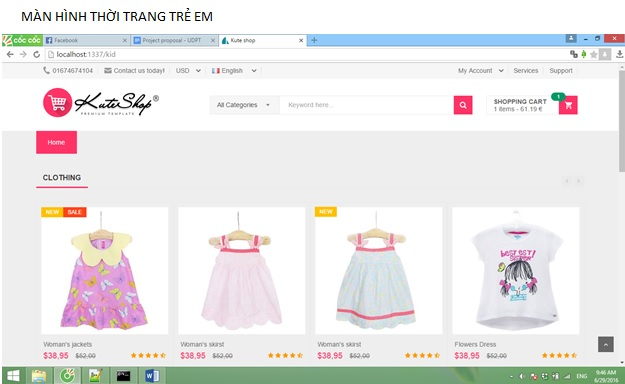 MÀN HÌNH THỜI TRANG TRẺ EM
CỐC CỐC Facebook Project proposal - UDPT Kute shop
localhost:1337/kid
01674674104 Contact us today! USD English My Account Services Support
KuteShop®
PREMIUM TEMPLATE
All Categories Keyword here... SHOPPING CART 1
1 items - 61.19 €
Home
CLOTHING
NEW SALE NEW
best est!
Woman's jackets Woman's skirst Woman's skirst Flowers Dress
$38,95 $52,00 $38,95 $52,00 $38,95 $52,00 $38,95 $52,00
ENG 9:46 AM
6/29/2016